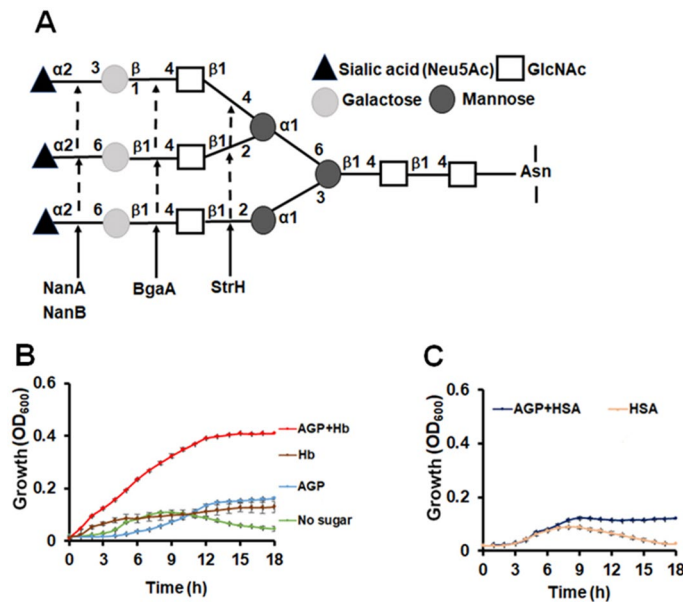 A
α2 3 β 4 β1
1
Sialic acid (Neu5Ac) GlcNAc
4
Galactose Mannose
α1
α2 6 β1 4 β1 2
6
β1 4 β1 4 Asn
3
α2 6 β1 4 β1 2 α1
NanA BgaA StrH
NanB
B
Growth (OD600)
0.6
0.4
0.2
0
0 3 6 9 12 15 18
Time (h)
AGP+Hb
Hb
AGP
No sugar
C
Growth (OD600)
0.6
0.4
0.2
0
0 3 6 9 12 15 18
Time (h)
AGP+HSA HSA